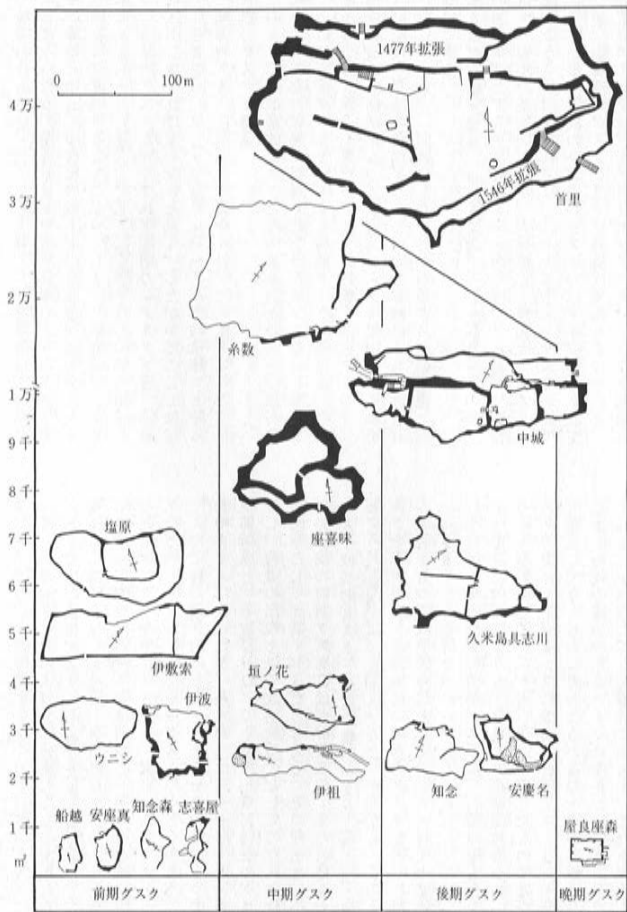 1477年拡張
0 100m
4万
1546年拡張
首里
3万
2万
糸数
1万
中城
9千
8千
座喜味
塩原
7千
6千
久米島具志川
5千
伊敷索
垣ノ花
4千
伊波
3千
ウニシ
知念
安慶名
2千
伊祖
船越 安座真 知念森 志喜屋
1千
屋良座森
㎡
前期グスク 中期グスク 後期グスク 晩期グスク